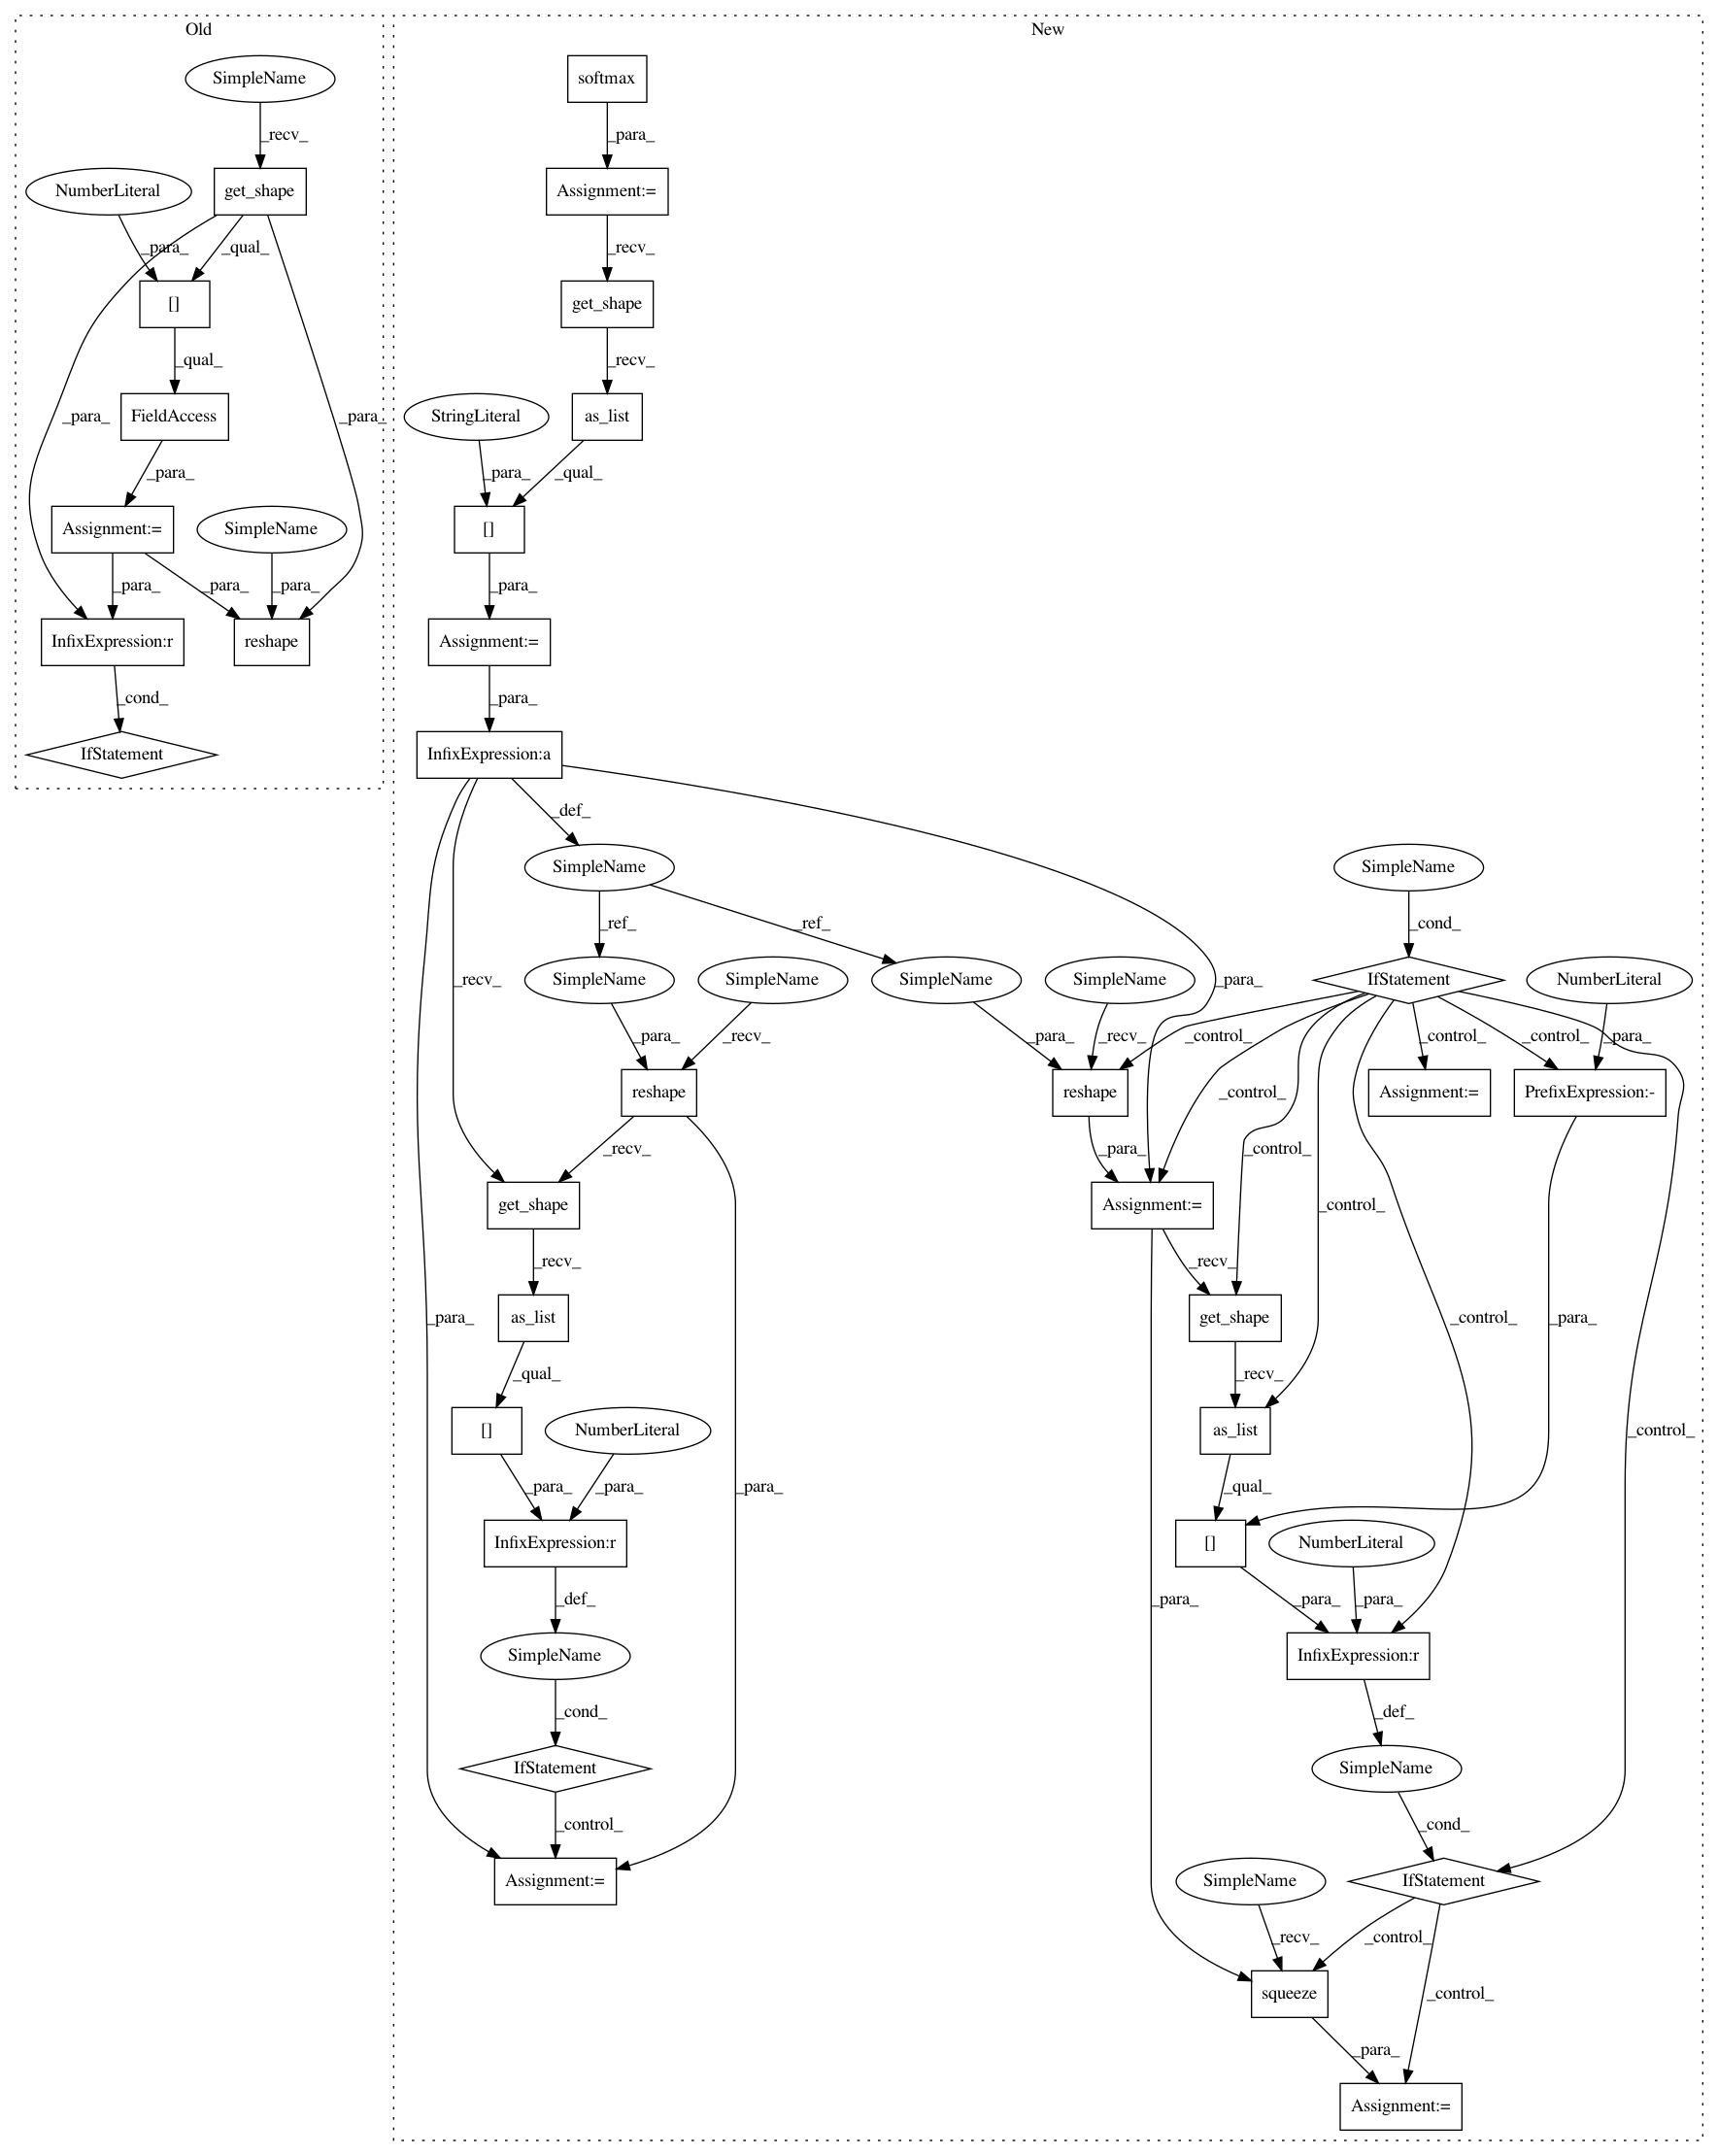 Old
New
SimpleName
softmax
_recv_
_para_
NumberLiteral
get_shape
Assignment:=
_para_
_qual_
_recv_
[]
get_shape
_qual_
_recv_
_para_
FieldAccess
_para_
StringLiteral
as_list
_para_
_para_
_qual_
Assignment:=
SimpleName
[]
_para_
_para_
_para_
_para_
InfixExpression:r
reshape
Assignment:=
_cond_
_para_
IfStatement
InfixExpression:a
_def_
SimpleName
SimpleName
_ref_
_ref_
_cond_
_recv_
SimpleName
SimpleName
SimpleName
SimpleName
_para_
IfStatement
NumberLiteral
_para_
_recv_
_para_
_recv_
_control_
_control_
_control_
_para_
reshape
reshape
_control_
Assignment:=
PrefixExpression:-
_recv_
_para_
_control_
get_shape
Assignment:=
_control_
_recv_
_recv_
_para_
as_list
get_shape
_control_
_para_
_qual_
_recv_
[]
NumberLiteral
as_list
_control_
_para_
_para_
_para_
_qual_
InfixExpression:r
[]
NumberLiteral
_def_
_para_
_para_
_para_
SimpleName
InfixExpression:r
_cond_
_def_
IfStatement
SimpleName
_control_
_cond_
Assignment:=
SimpleName
IfStatement
_recv_
_control_
squeeze
_control_
_para_
Assignment:=